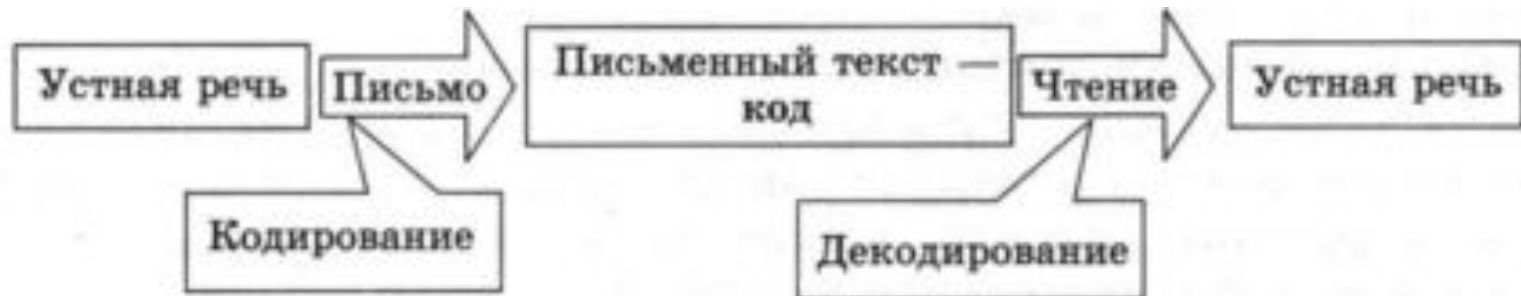 Устная речь
Письмо
Письменный текст —
код
Чтение
Устная речь
Кодирование
Декодирование